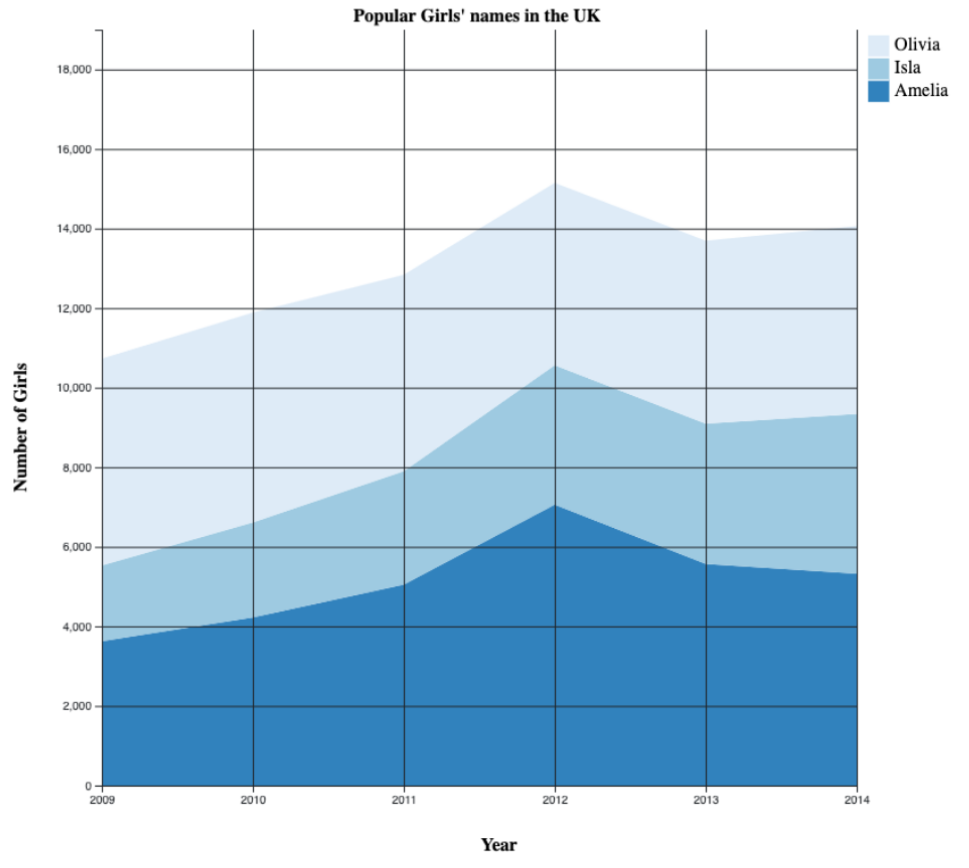 Popular Girls' names in the UK
Olivia
Isla
Amelia
18,000
16,000
14,000
12,000
10,000
8,000
6,000
4,000
2,000
0
Number of Girls
2009 2010 2011 2012 2013 2014
Year